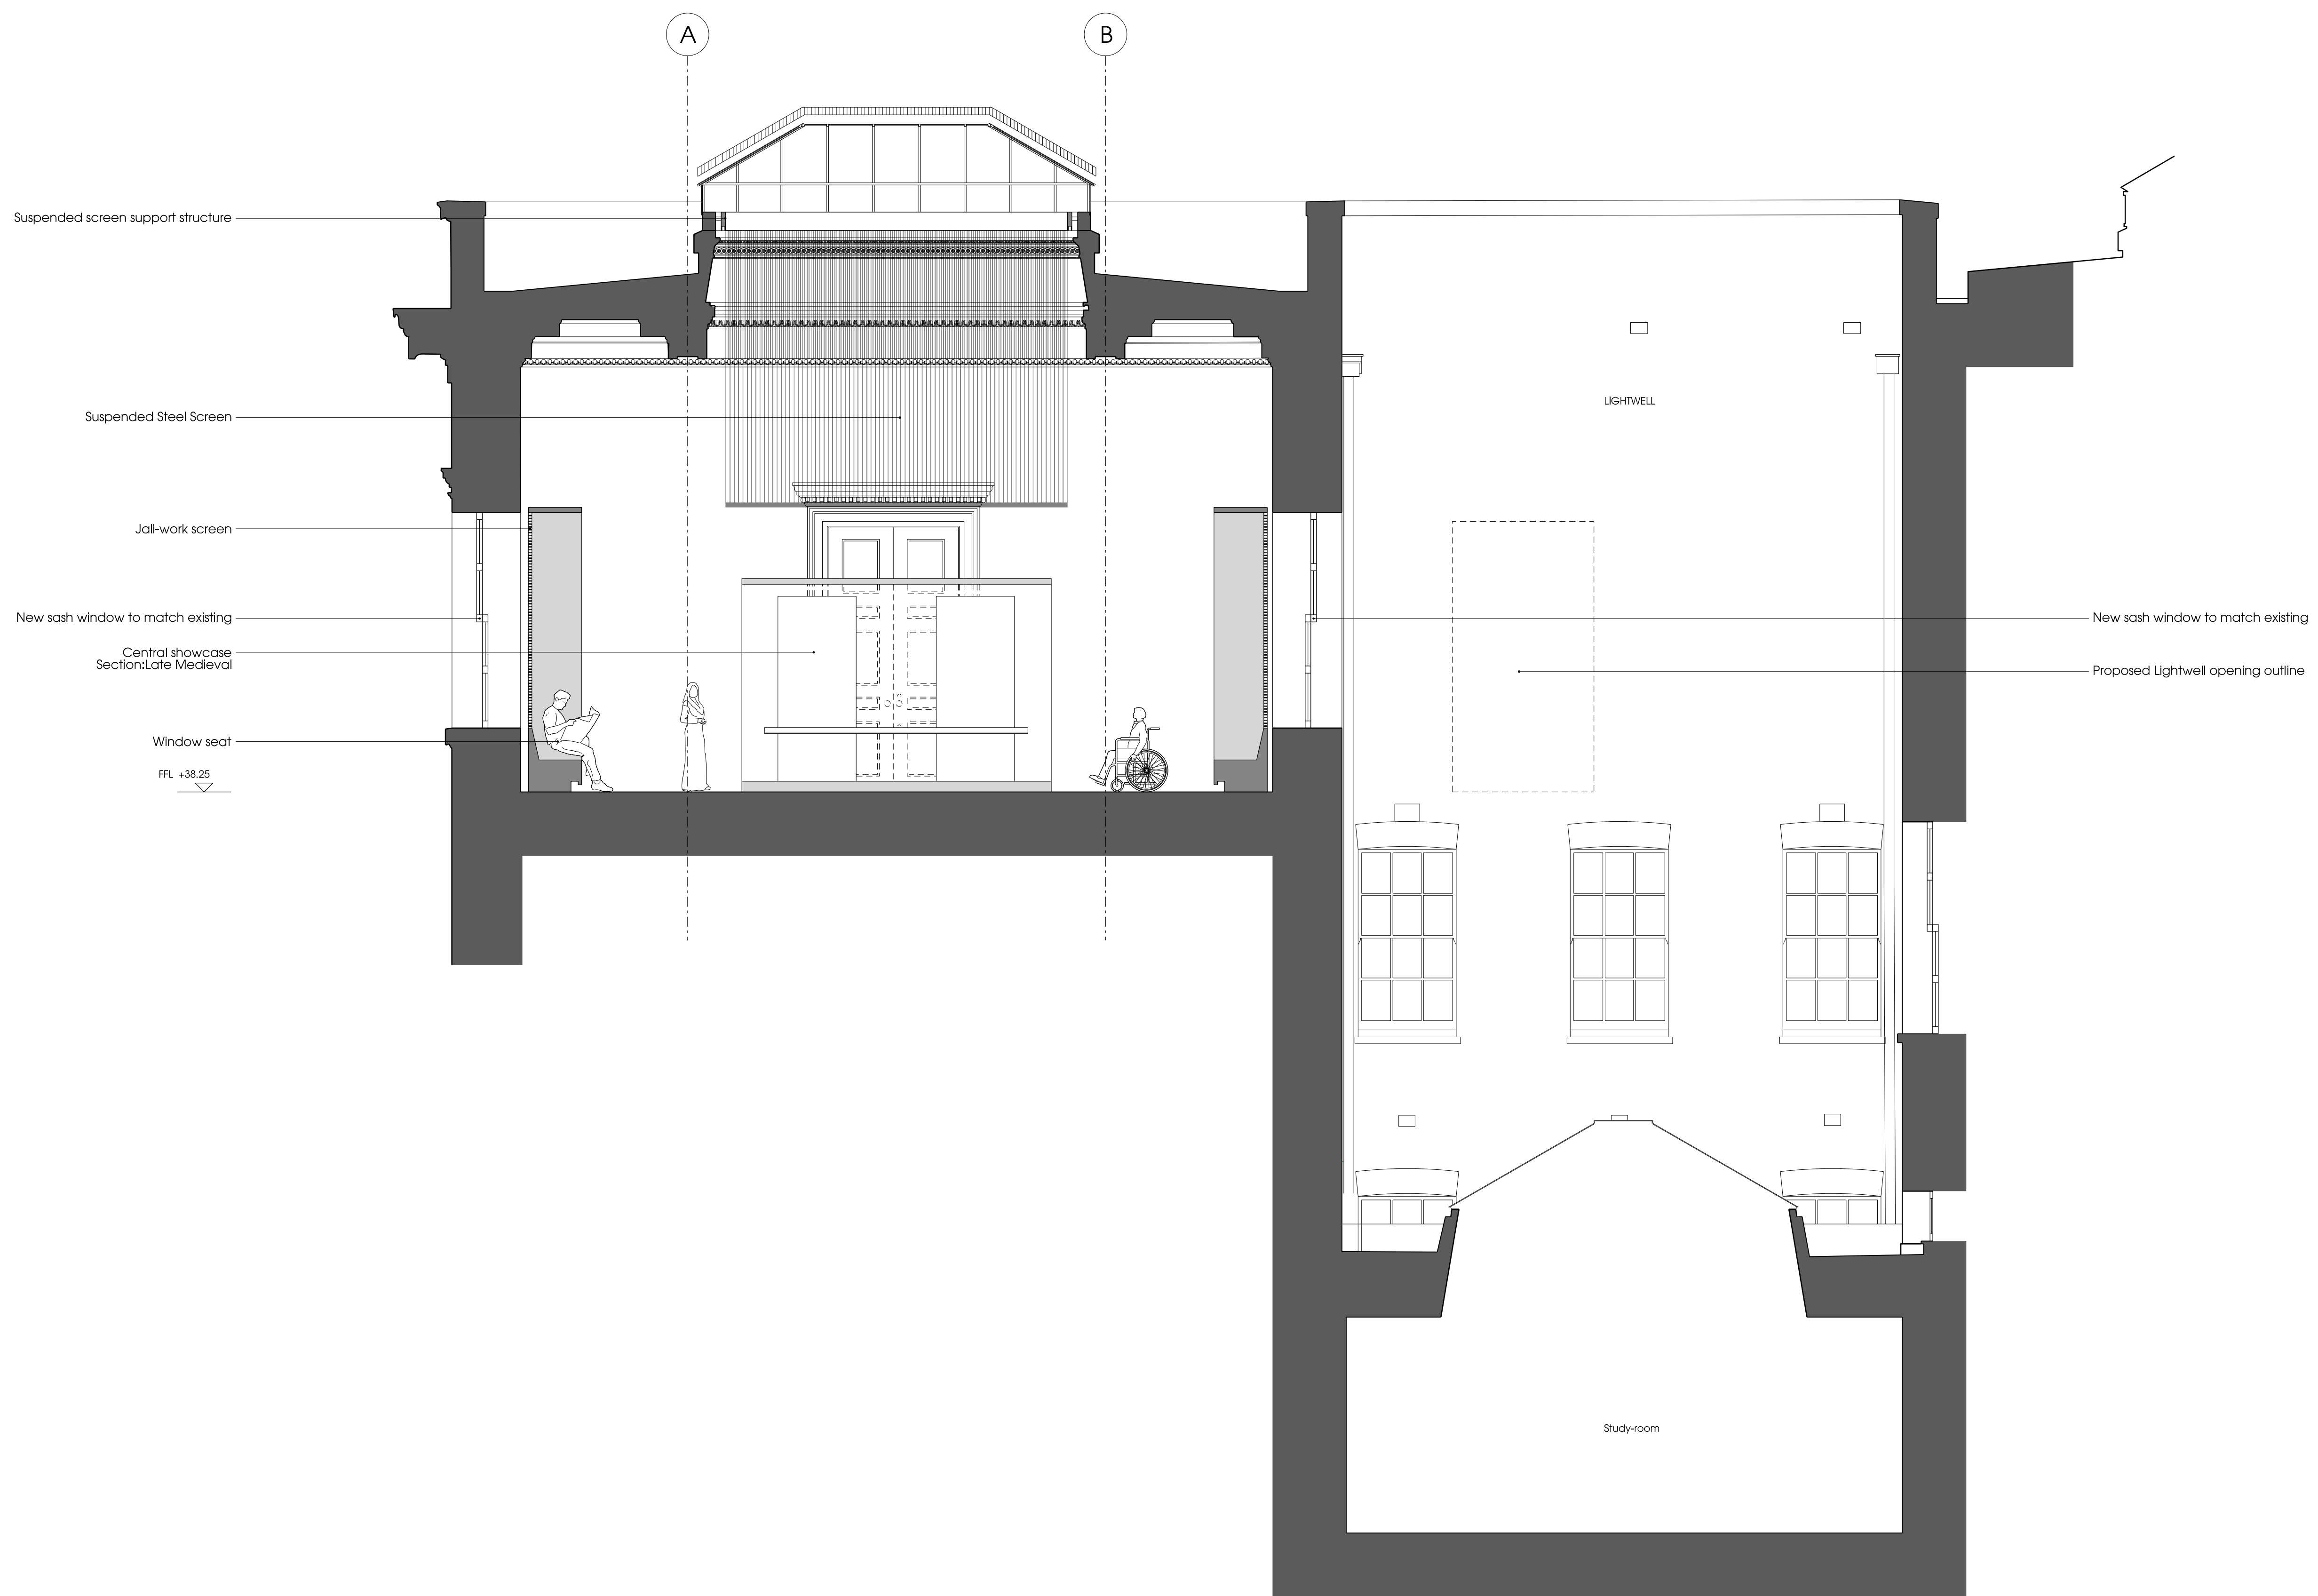 A
B
Suspended screen support structure
LIGHTWELL
Suspended Steel Screen
Jali-work screen
New sash window to match existing
New sash window to match existing
Central showcase
Section:Late Medieval
Proposed Lightwell opening outline
Window seat
FFL +38.25
Study-room